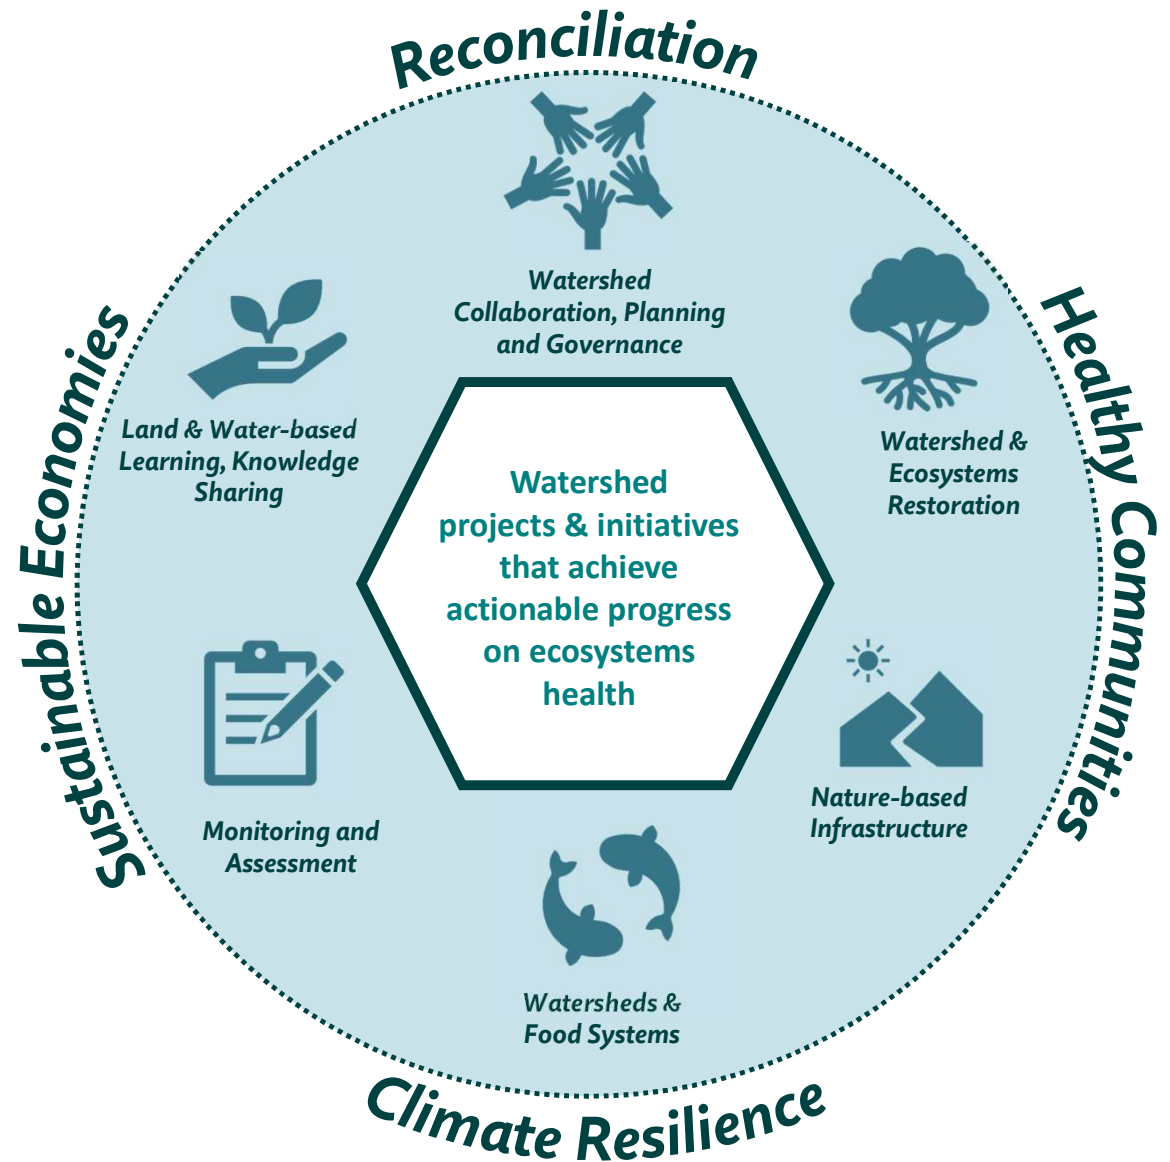 Reconciliation
Watershed
Collaboration, Planning
and Governance
Healthy Communities
Watershed &
Ecosystems
Restoration
Nature-based
Infrastructure
Climate Resilience
Watersheds &
Food Systems
Sustainable Economies
Monitoring and
Assessment
Land & Water-based
Learning, Knowledge
Sharing
Watershed
projects & initiatives
that achieve
actionable progress
on ecosystems
health